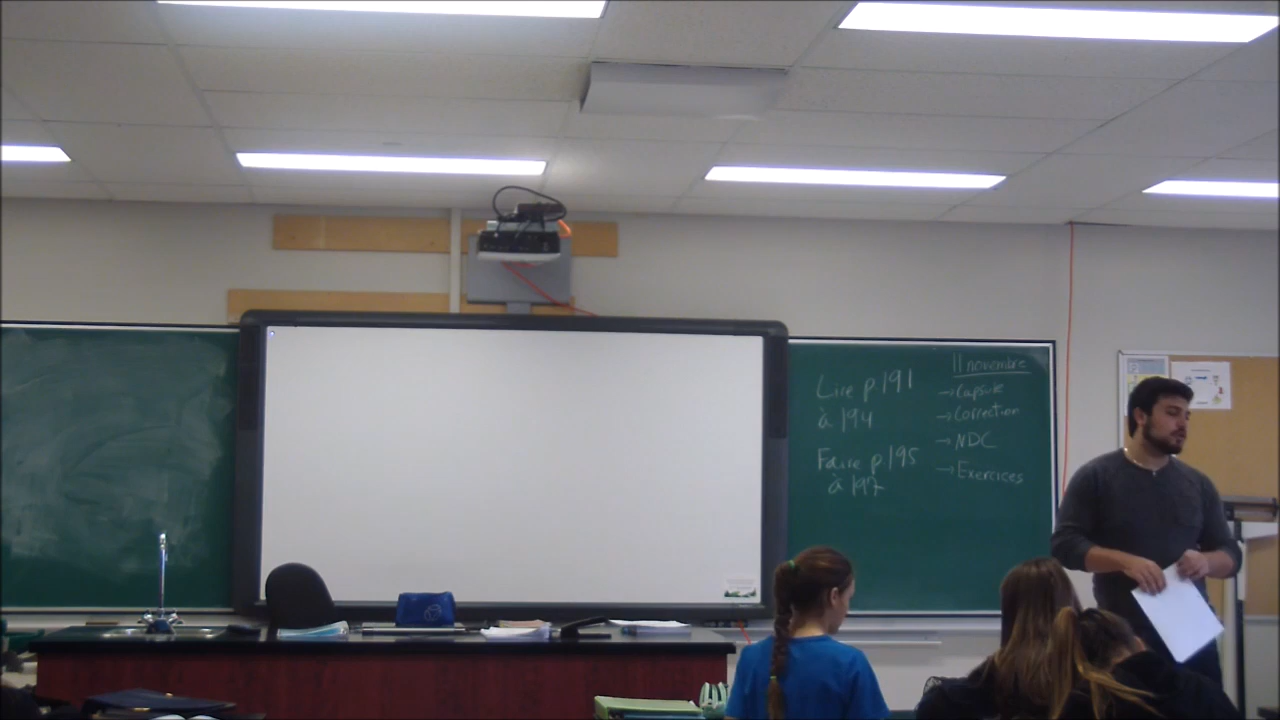 Lire p 191
à 194
Faire p 195
à 197
11 novembre
→ Capsule
→ Correction
→ NDC
→ Exercices